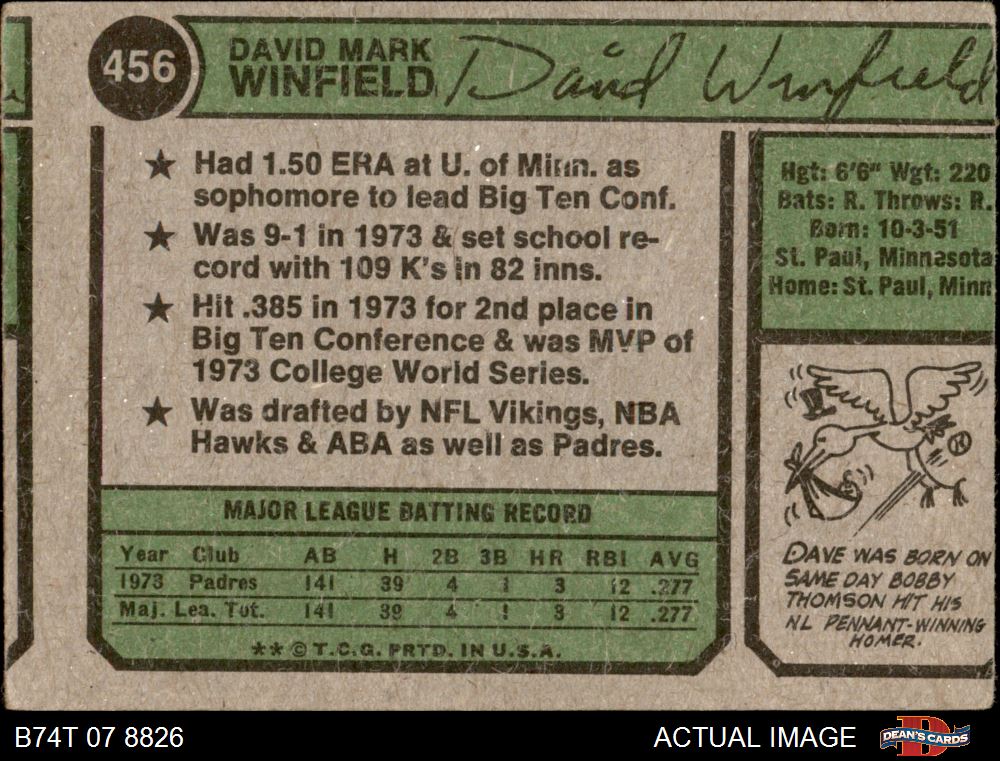 456
DAVID MARK
WINFIELD
David Winfield
★ Had 1.50 ERA at U. of Minn. as
sophomore to lead Big Ten Conf.
★ Was 9-1 in 1973 & set school re-
cord with 109 K's in 82 inns.
★ Hit .385 in 1973 for 2nd place in
Big Ten Conference & was MVP of
1973 College World Series.
★ Was drafted by NFL Vikings, NBA
Hawks & ABA as well as Padres.
MAJOR LEAGUE BATTING RECORD
Year Club AB H 2B 3B HR RBI AVG
1973 Padres 141 39 4 1 3 12 .277
Maj. Lea. Tot. 141 39 4 1 3 12 .277
** © T.C.G. PRTD. IN U.S.A.
Hgt: 6'6" Wgt: 220
Bats: R. Throws: R.
Born: 10-3-51
St. Paul, Minnesota
Home: St. Paul, Minn
DAVE WAS BORN ON
SAME DAY BOBBY
THOMSON HIT HIS
NL PENNANT-WINNING
HOMER.
B74T 07 8826
ACTUAL IMAGE
DEAN'S CARDS